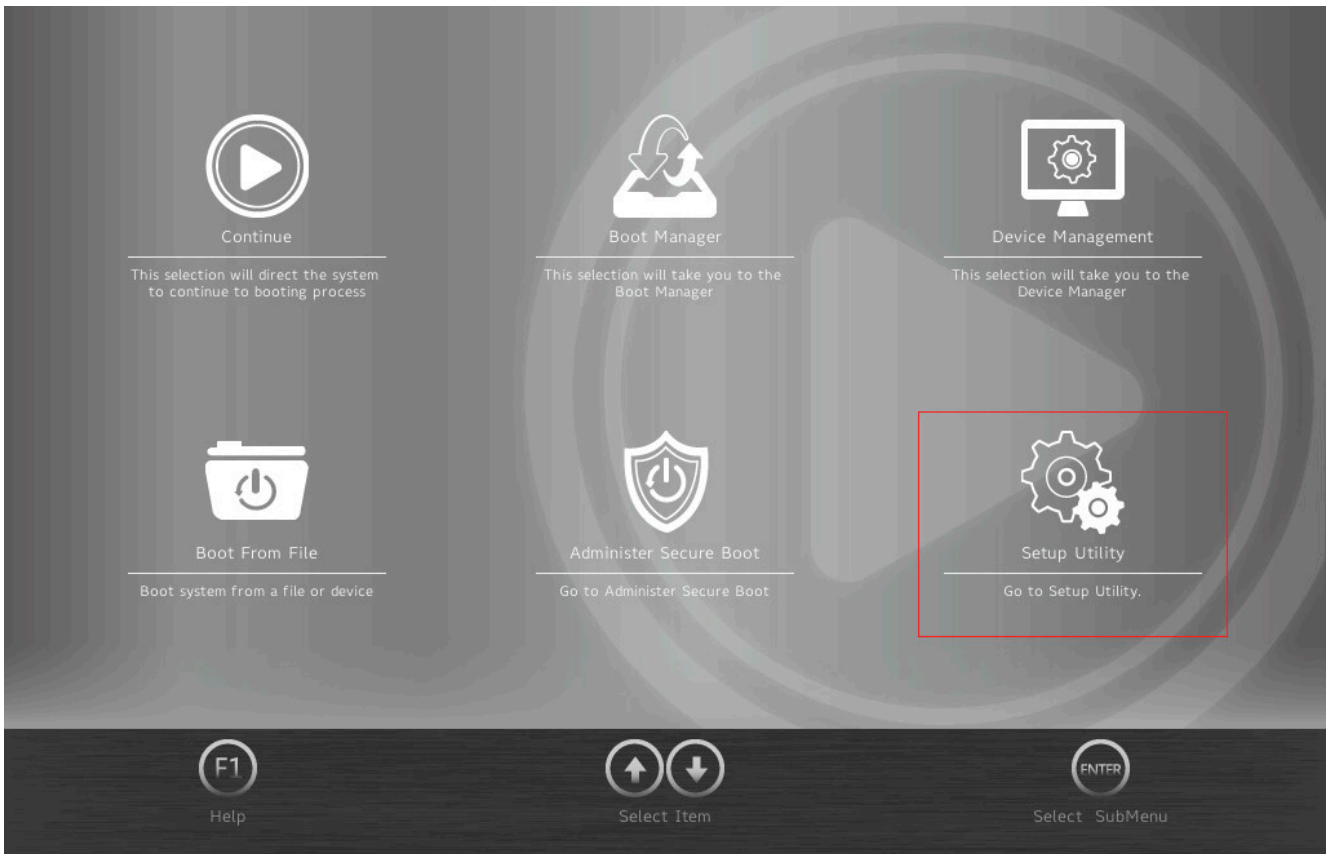 Continue
This selection will direct the system
to continue to booting process
Boot Manager
This selection will take you to the
Boot Manager
Device Management
This selection will take you to the
Device Manager
Boot From File
Boot system from a file or device
Administer Secure Boot
Go to Administer Secure Boot
Setup Utility
Go to Setup Utility.
F1
Help
Select Item
ENTER
Select SubMenu